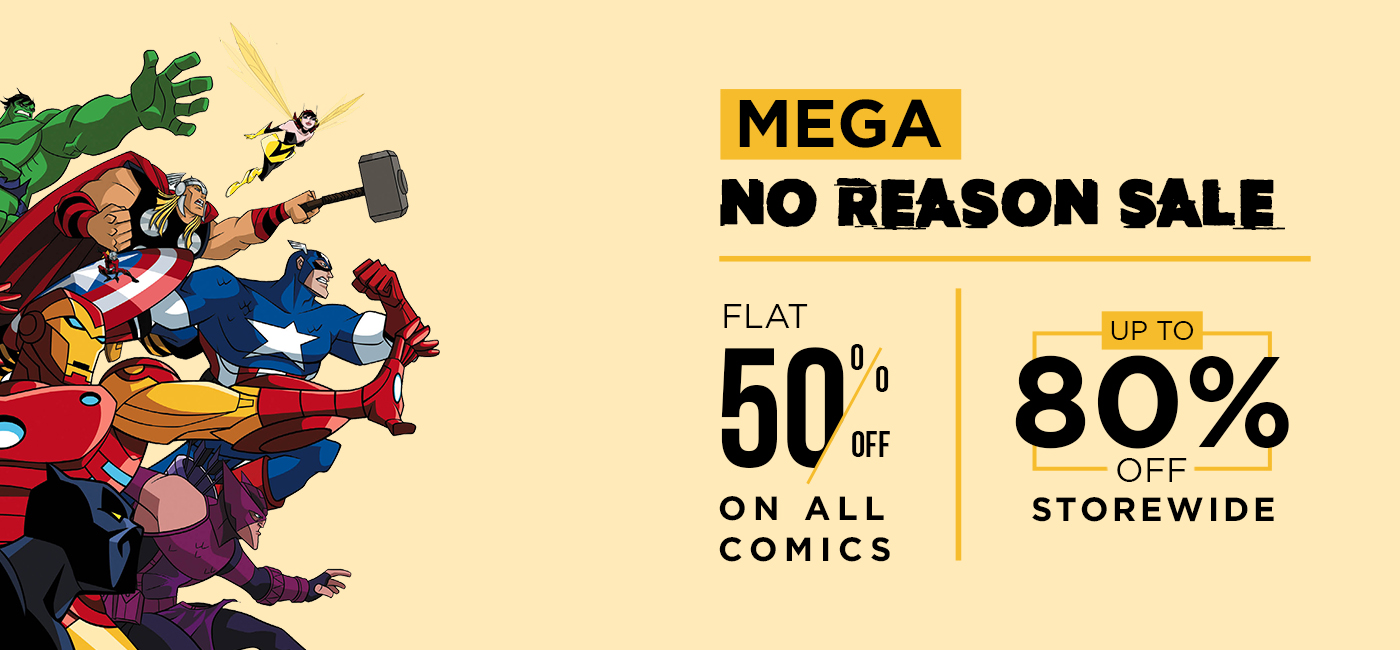 MEGA
NO REASON SALE
FLAT
50%
OFF
ON ALL
COMICS
UP TO
80%
OFF
STOREWIDE